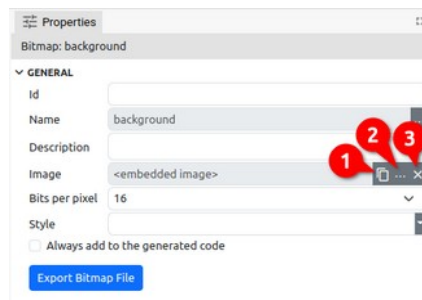 Properties
Bitmap: background
GENERAL
Id
Name background ...
Description
Image <embedded image> ... ×
Bits per pixel 16
Style
Always add to the generated code
Export Bitmap File
1
2
3